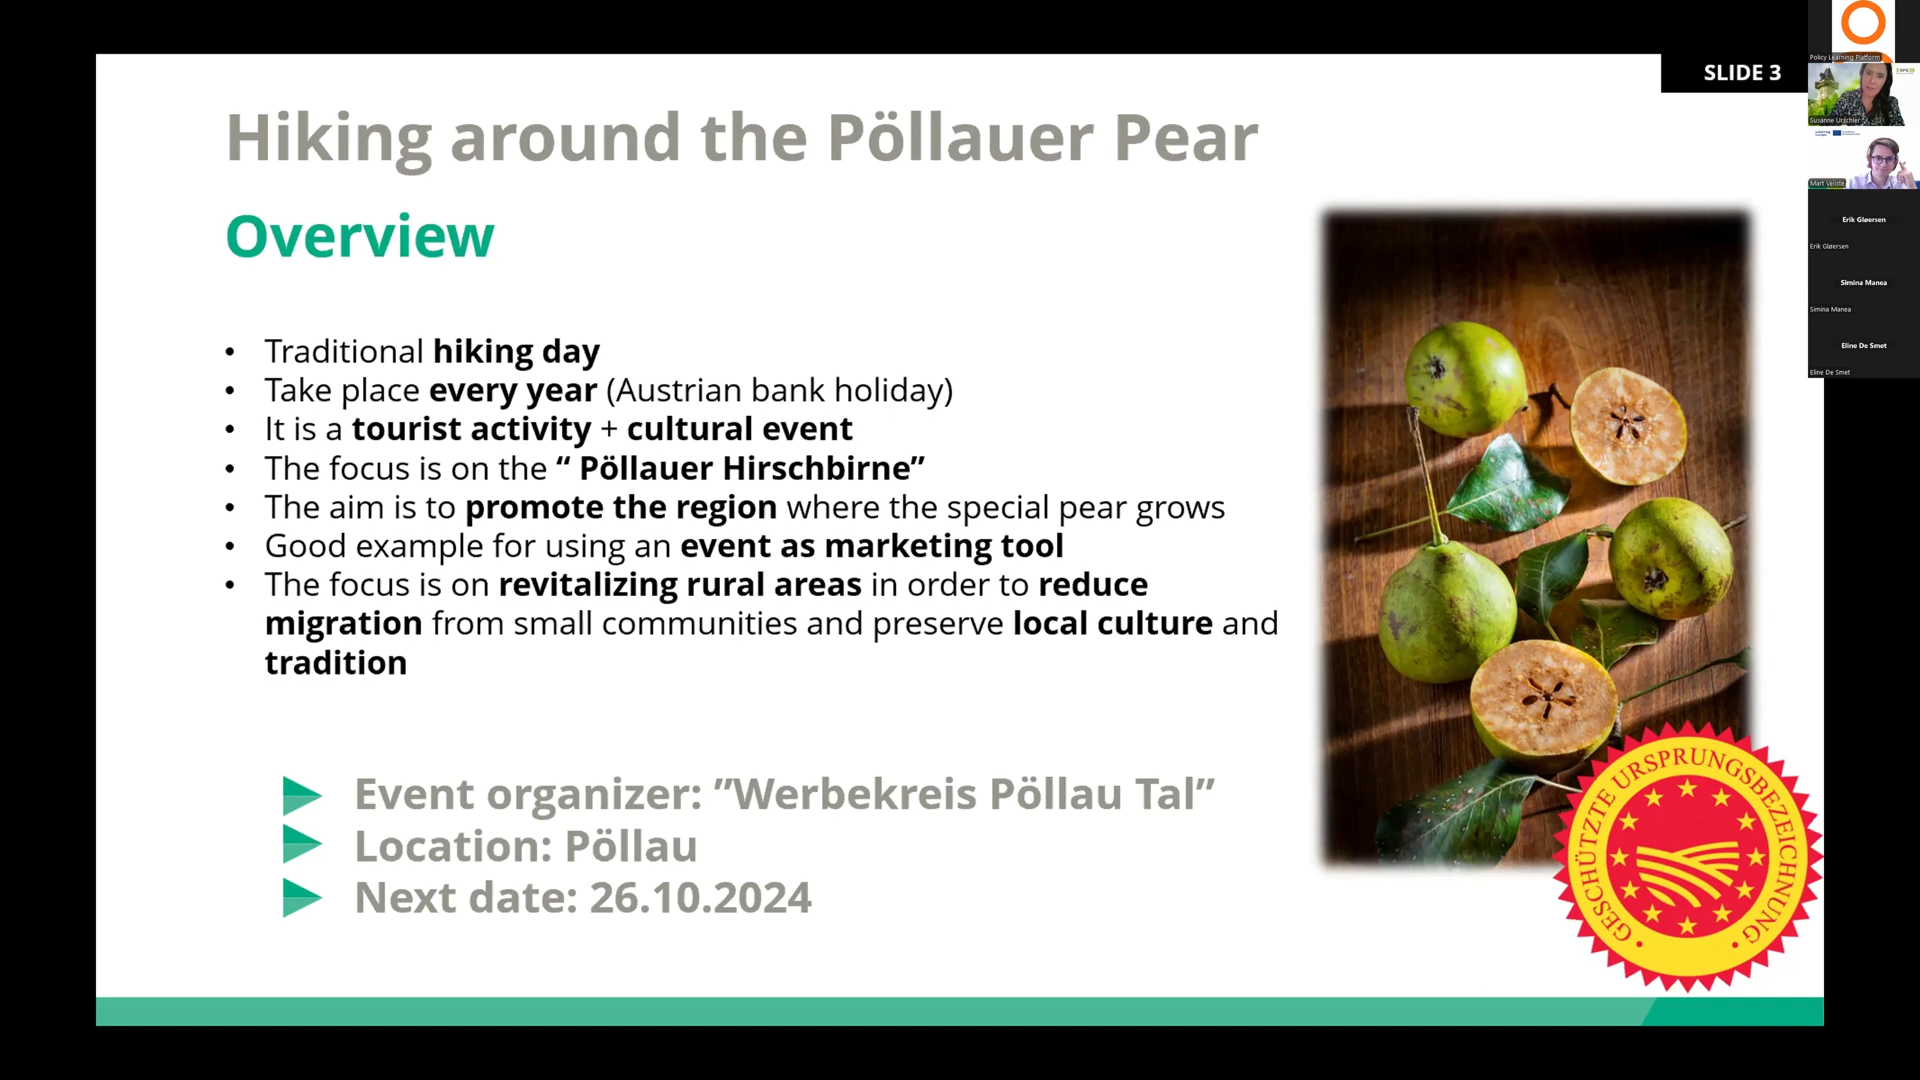 SLIDE 3
Hiking around the Pöllauer Pear
Overview
• Traditional hiking day
• Take place every year (Austrian bank holiday)
• It is a tourist activity + cultural event
• The focus is on the “ Pöllauer Hirschbirne”
• The aim is to promote the region where the special pear grows
• Good example for using an event as marketing tool
• The focus is on revitalizing rural areas in order to reduce
migration from small communities and preserve local culture and
tradition
Event organizer: ”Werbekreis Pöllau Tal”
Location: Pöllau
Next date: 26.10.2024
GESCHÜTZTE URSPRUNGSBEZEICHNUNG
Policy Learning Platform
Susanne Urschler
Mart Veliste
Erik Gløersen
Erik Gløersen
Simina Manea
Simina Manea
Eline De Smet
Eline De Smet